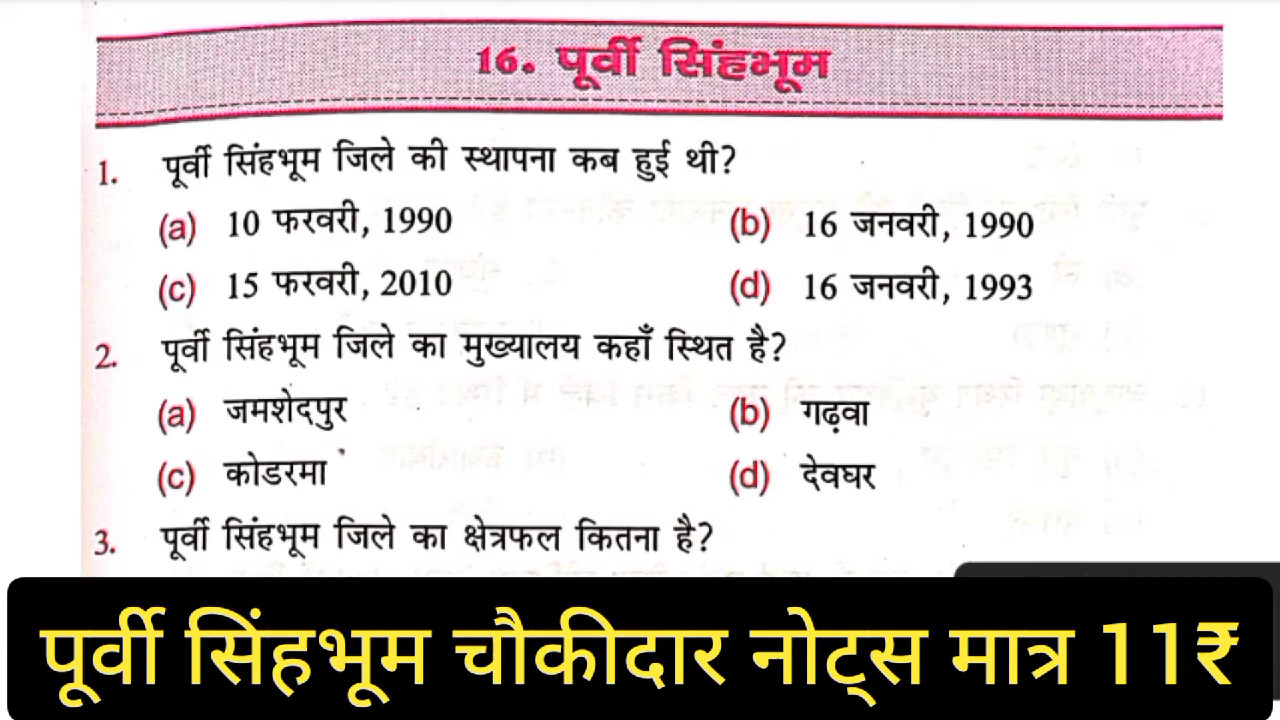 16. पूर्वी सिंहभूम
1. पूर्वी सिंहभूम जिले की स्थापना कब हुई थी?
(a) 10 फरवरी, 1990 (b) 16 जनवरी, 1990
(c) 15 फरवरी, 2010 (d) 16 जनवरी, 1993
2. पूर्वी सिंहभूम जिले का मुख्यालय कहाँ स्थित है?
(a) जमशेदपुर (b) गढ़वा
(c) कोडरमा (d) देवघर
3. पूर्वी सिंहभूम जिले का क्षेत्रफल कितना है?
पूर्वी सिंहभूम चौकीदार नोट्स मात्र 11₹